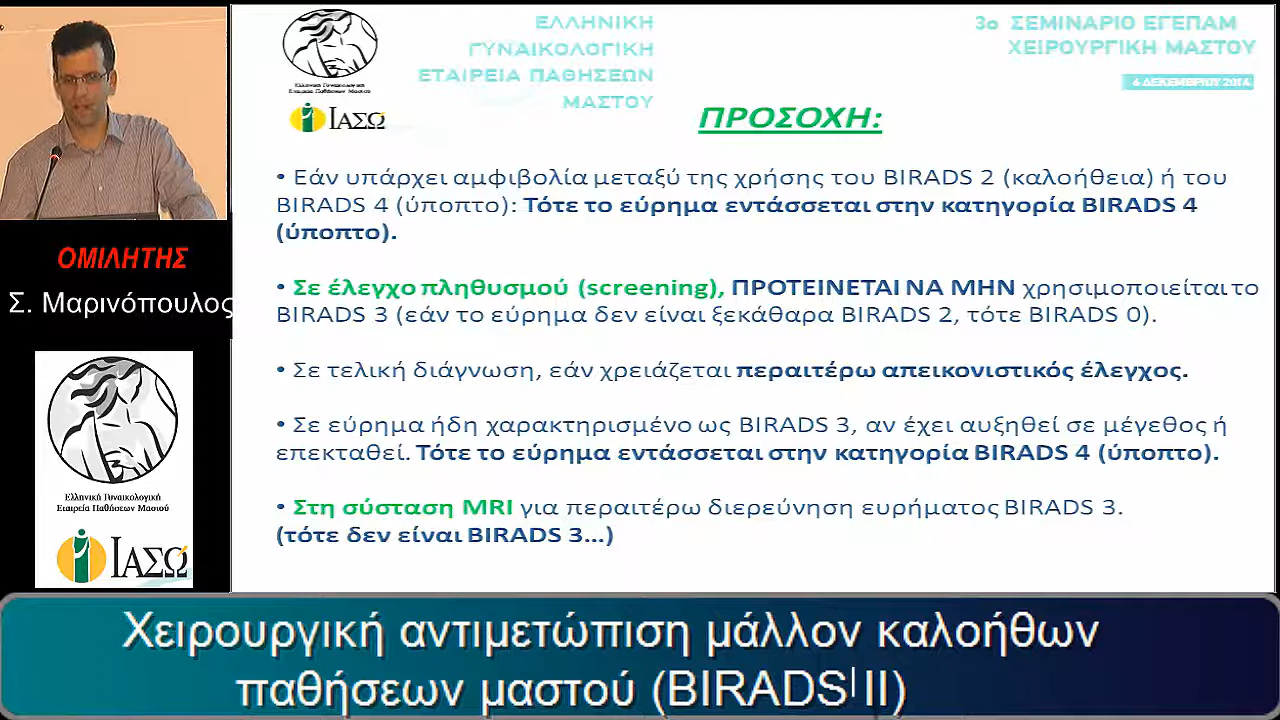 ΕΛΛΗΝΙΚΗ
ΓΥΝΑΙΚΟΛΟΓΙΚΗ
ΕΤΑΙΡΕΙΑ ΠΑΘΗΣΕΩΝ
ΜΑΣΤΟΥ
3ο ΣΕΜΙΝΑΡΙΟ ΕΓΕΠΑΜ
ΧΕΙΡΟΥΡΓΙΚΗ ΜΑΣΤΟΥ
6 ΔΕΚΕΜΒΡΙΟΥ 2014
Ελληνική Γυναικολογική
Εταιρεία Παθήσεων Μαστού
ΙΑΣΩ
ΠΡΟΣΟΧΗ:
• Εάν υπάρχει αμφιβολία μεταξύ της χρήσης του BIRADS 2 (καλοήθεια) ή του
BIRADS 4 (ύποπτο): Τότε το εύρημα εντάσσεται στην κατηγορία BIRADS 4
(ύποπτο).
• Σε έλεγχο πληθυσμού (screening), ΠΡΟΤΕΙΝΕΤΑΙ ΝΑ ΜΗΝ χρησιμοποιείται το
BIRADS 3 (εάν το εύρημα δεν είναι ξεκάθαρα BIRADS 2, τότε BIRADS 0).
• Σε τελική διάγνωση, εάν χρειάζεται περαιτέρω απεικονιστικός έλεγχος.
• Σε εύρημα ήδη χαρακτηρισμένο ως BIRADS 3, αν έχει αυξηθεί σε μέγεθος ή
επεκταθεί. Τότε το εύρημα εντάσσεται στην κατηγορία BIRADS 4 (ύποπτο).
• Στη σύσταση MRI για περαιτέρω διερεύνηση ευρήματος BIRADS 3.
(τότε δεν είναι BIRADS 3...)
ΟΜΙΛΗΤΗΣ
Σ. Μαρινόπουλος
Ελληνική Γυναικολογική
Εταιρεία Παθήσεων Μαστού
ΙΑΣΩ
Χειρουργική αντιμετώπιση μάλλον καλοήθων
παθήσεων μαστού (BIRADS| II)